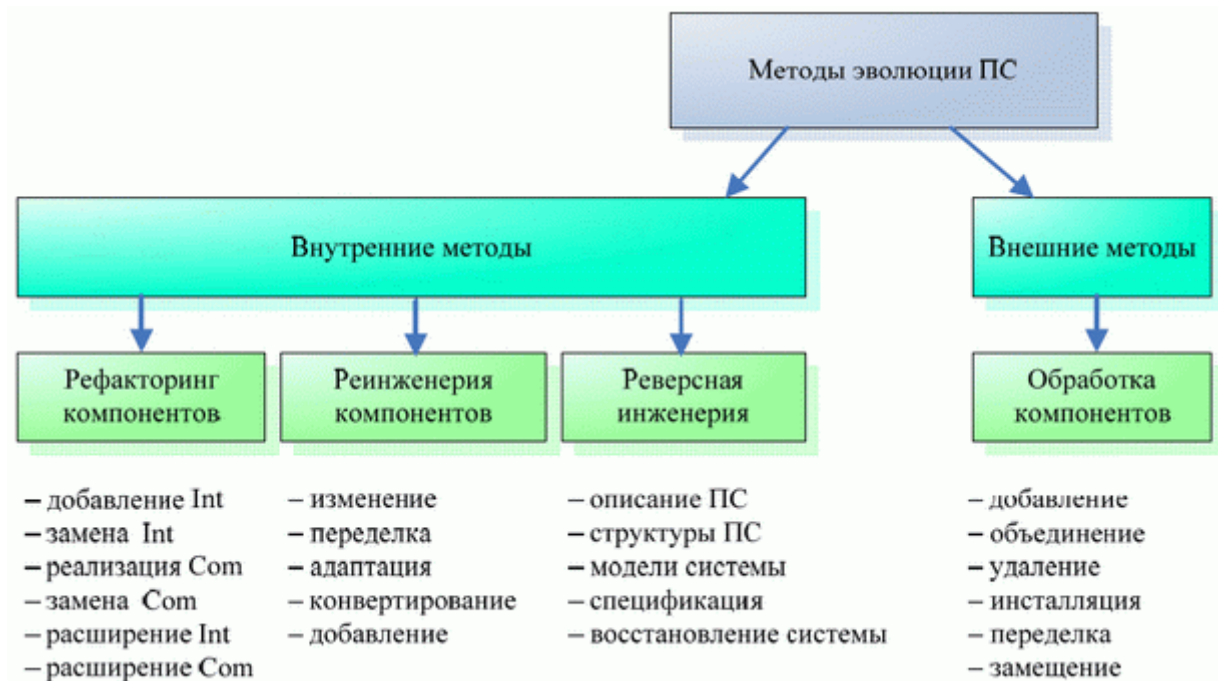 Методы эволюции ПС
Внутренние методы
Внешние методы
Рефакторинг
компонентов
Реинженерия
компонентов
Реверсная
инженерия
Обработка
компонентов
– добавление Int
– замена Int
– реализация Com
– замена Com
– расширение Int
– расширение Com
– изменение
– переделка
– адаптация
– конвертирование
– добавление
– описание ПС
– структуры ПС
– модели системы
– спецификация
– восстановление системы
– добавление
– объединение
– удаление
– инсталляция
– переделка
– замещение